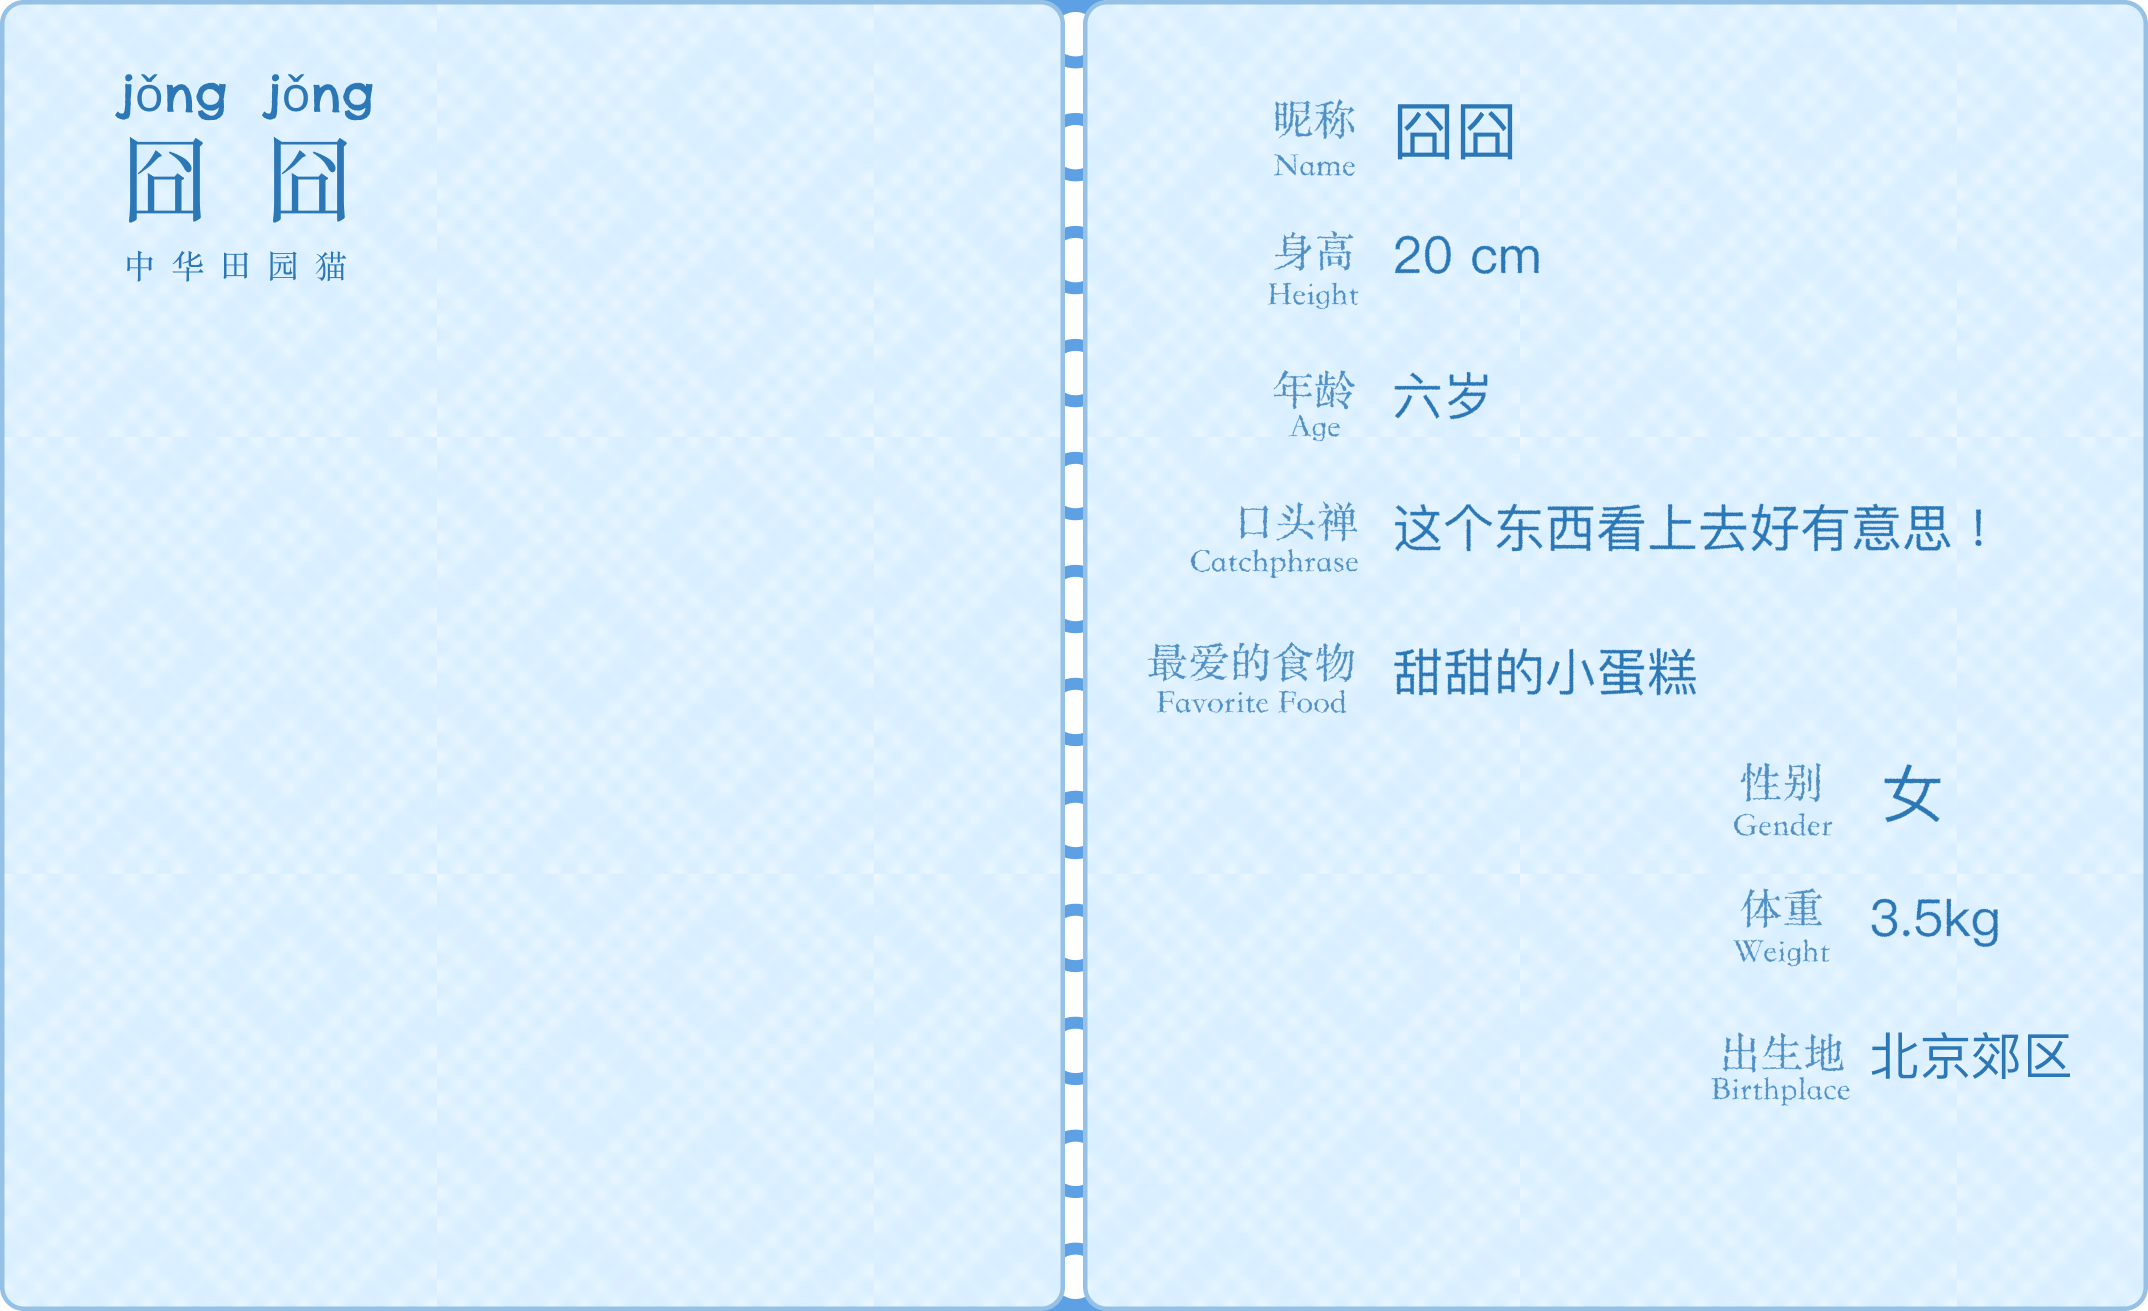 jǒng jǒng
囧 囧
中华田园猫
昵称 囧囧
Name
身高 20 cm
Height
年龄 六岁
Age
口头禅 这个东西看上去好有意思！
Catchphrase
最爱的食物 甜甜的小蛋糕
Favorite Food
性别 女
Gender
体重 3.5kg
Weight
出生地 北京郊区
Birthplace